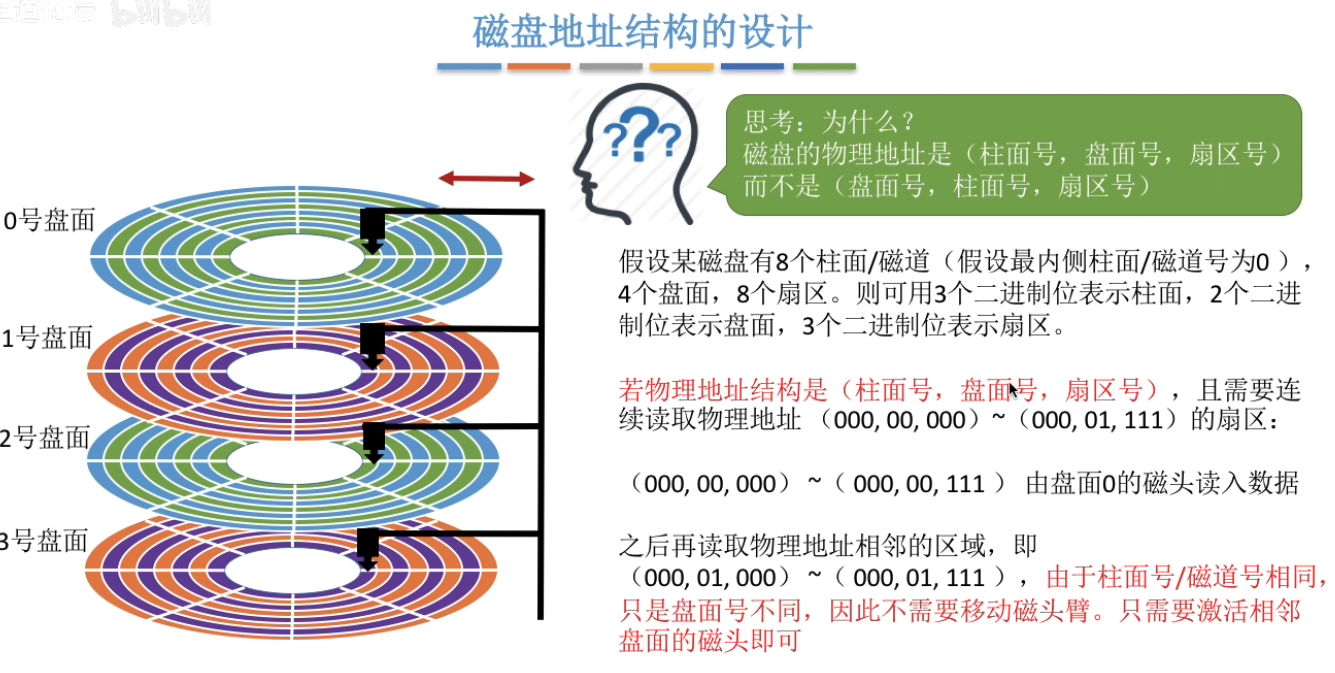 磁盘地址结构的设计
思考：为什么？
磁盘的物理地址是（柱面号，盘面号，扇区号）
而不是（盘面号，柱面号，扇区号）
???
0号盘面
1号盘面
2号盘面
3号盘面
假设某磁盘有8个柱面/磁道（假设最内侧柱面/磁道号为0 ），
4个盘面，8个扇区。则可用3个二进制位表示柱面，2个二进
制位表示盘面，3个二进制位表示扇区。
若物理地址结构是（柱面号，盘面号，扇区号），且需要连
续读取物理地址 （000, 00, 000）~（000, 01, 111）的扇区：
（000, 00, 000） ~（ 000, 00, 111 ） 由盘面0的磁头读入数据
之后再读取物理地址相邻的区域，即
（000, 01, 000） ~（ 000, 01, 111 ），由于柱面号/磁道号相同，
只是盘面号不同，因此不需要移动磁头臂。只需要激活相邻
盘面的磁头即可